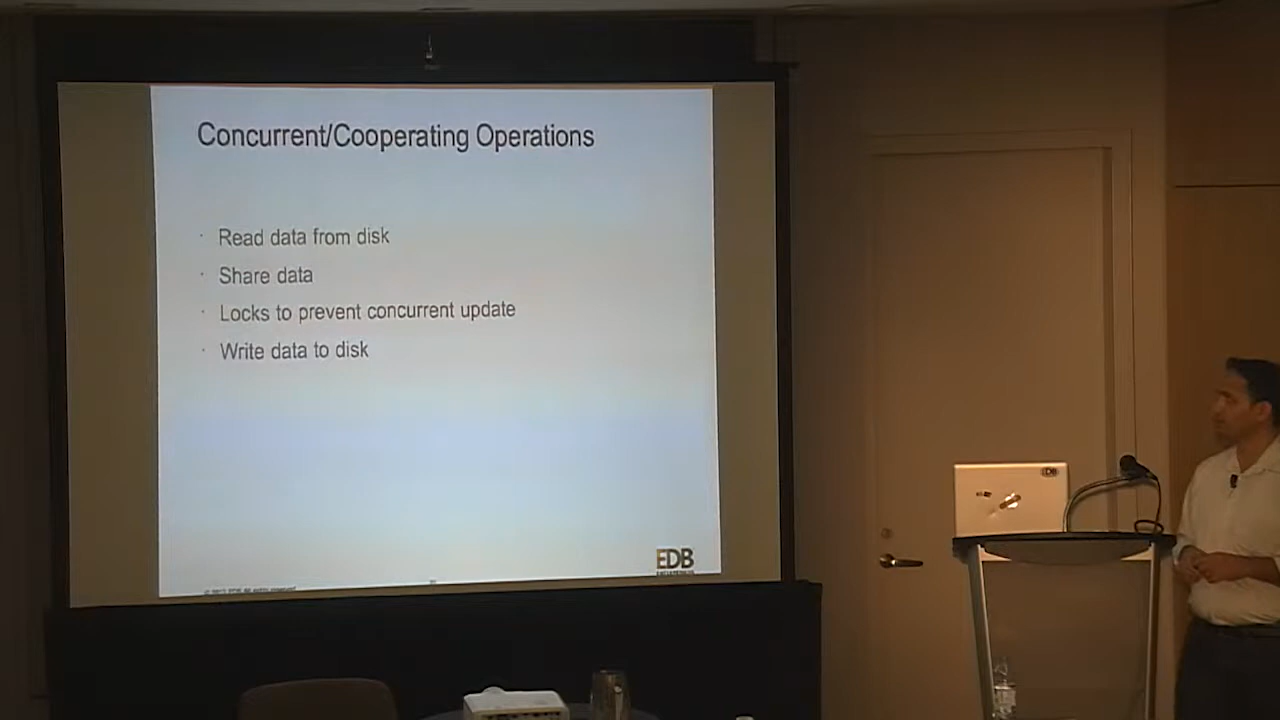 Concurrent/Cooperating Operations
· Read data from disk
· Share data
· Locks to prevent concurrent update
· Write data to disk
EDB
EDB